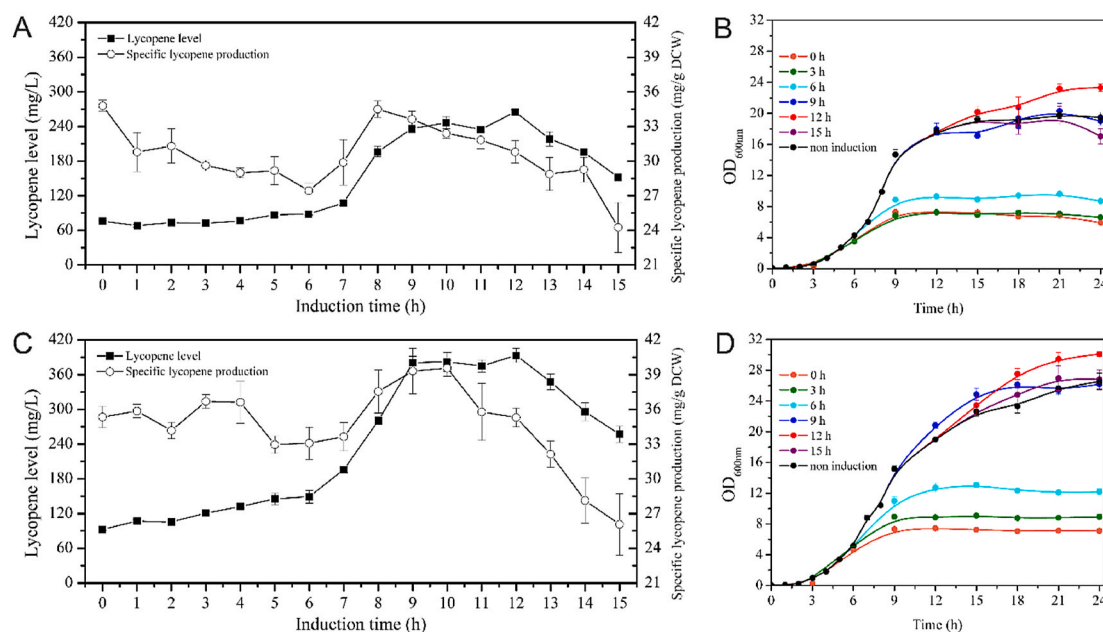 A
Lycopene level (mg/L)
420
360
300
240
180
120
60
0
Lycopene level
Specific lycopene production
42
39
36
33
30
27
24
21
Specific lycopene production (mg/g DCW)
0 1 2 3 4 5 6 7 8 9 10 11 12 13 14 15
Induction time (h)
B
OD600nm
32
28
24
20
16
12
8
4
0
0 h
3 h
6 h
9 h
12 h
15 h
non induction
0 3 6 9 12 15 18 21 24
Time (h)
C
Lycopene level (mg/L)
420
360
300
240
180
120
60
0
Lycopene level
Specific lycopene production
42
39
36
33
30
27
24
21
Specific lycopene production (mg/g DCW)
0 1 2 3 4 5 6 7 8 9 10 11 12 13 14 15
Induction time (h)
D
OD600nm
32
28
24
20
16
12
8
4
0
0 h
3 h
6 h
9 h
12 h
15 h
non induction
0 3 6 9 12 15 18 21 24
Time (h)